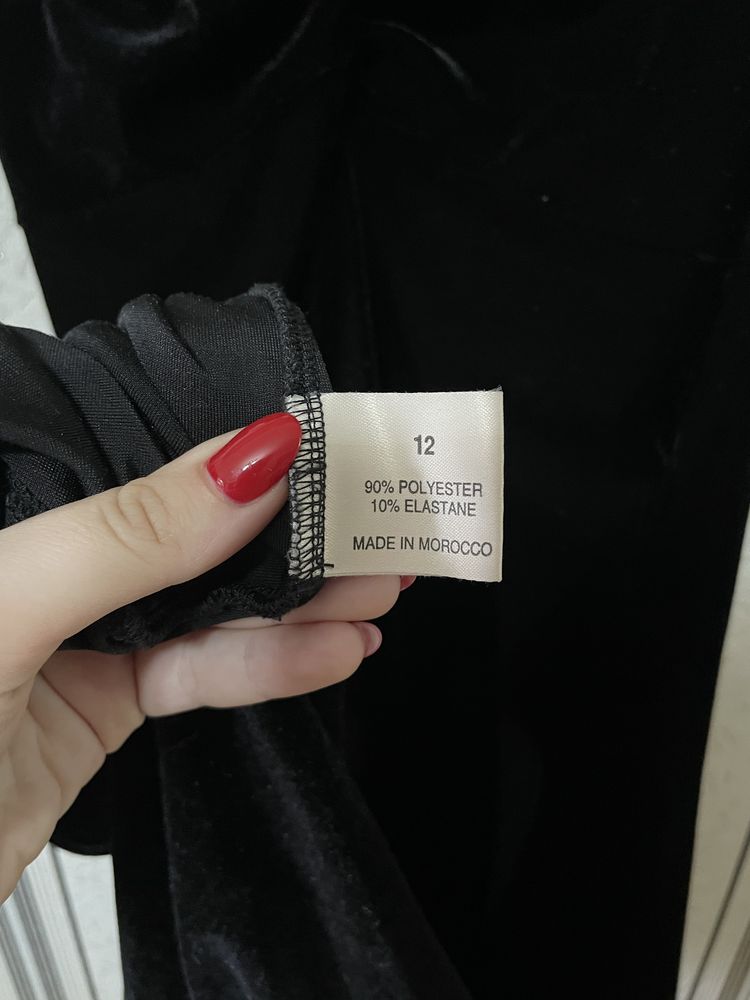 12
90% POLYESTER
10% ELASTANE
MADE IN MOROCCO